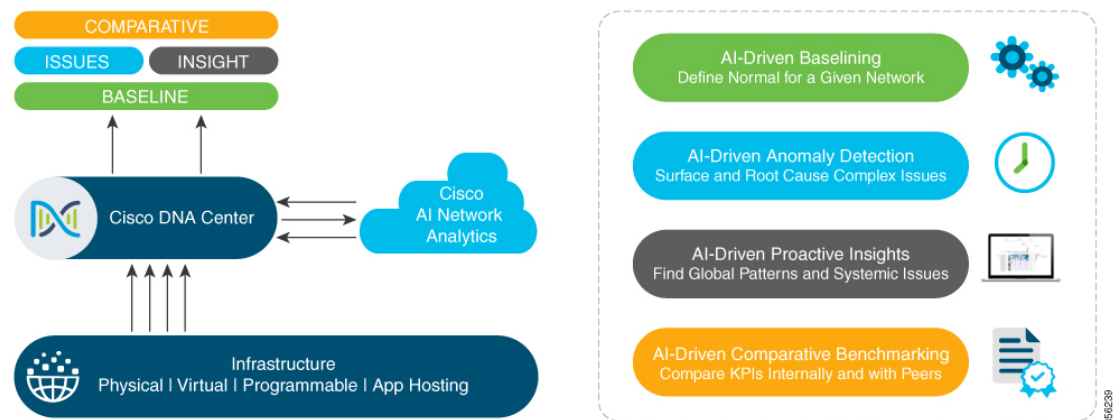 COMPARATIVE
ISSUES
INSIGHT
BASELINE
Cisco DNA Center
Cisco
AI Network
Analytics
Infrastructure
Physical | Virtual | Programmable | App Hosting
AI-Driven Baselining
Define Normal for a Given Network
AI-Driven Anomaly Detection
Surface and Root Cause Complex Issues
AI-Driven Proactive Insights
Find Global Patterns and Systemic Issues
AI-Driven Comparative Benchmarking
Compare KPIs Internally and with Peers
56239